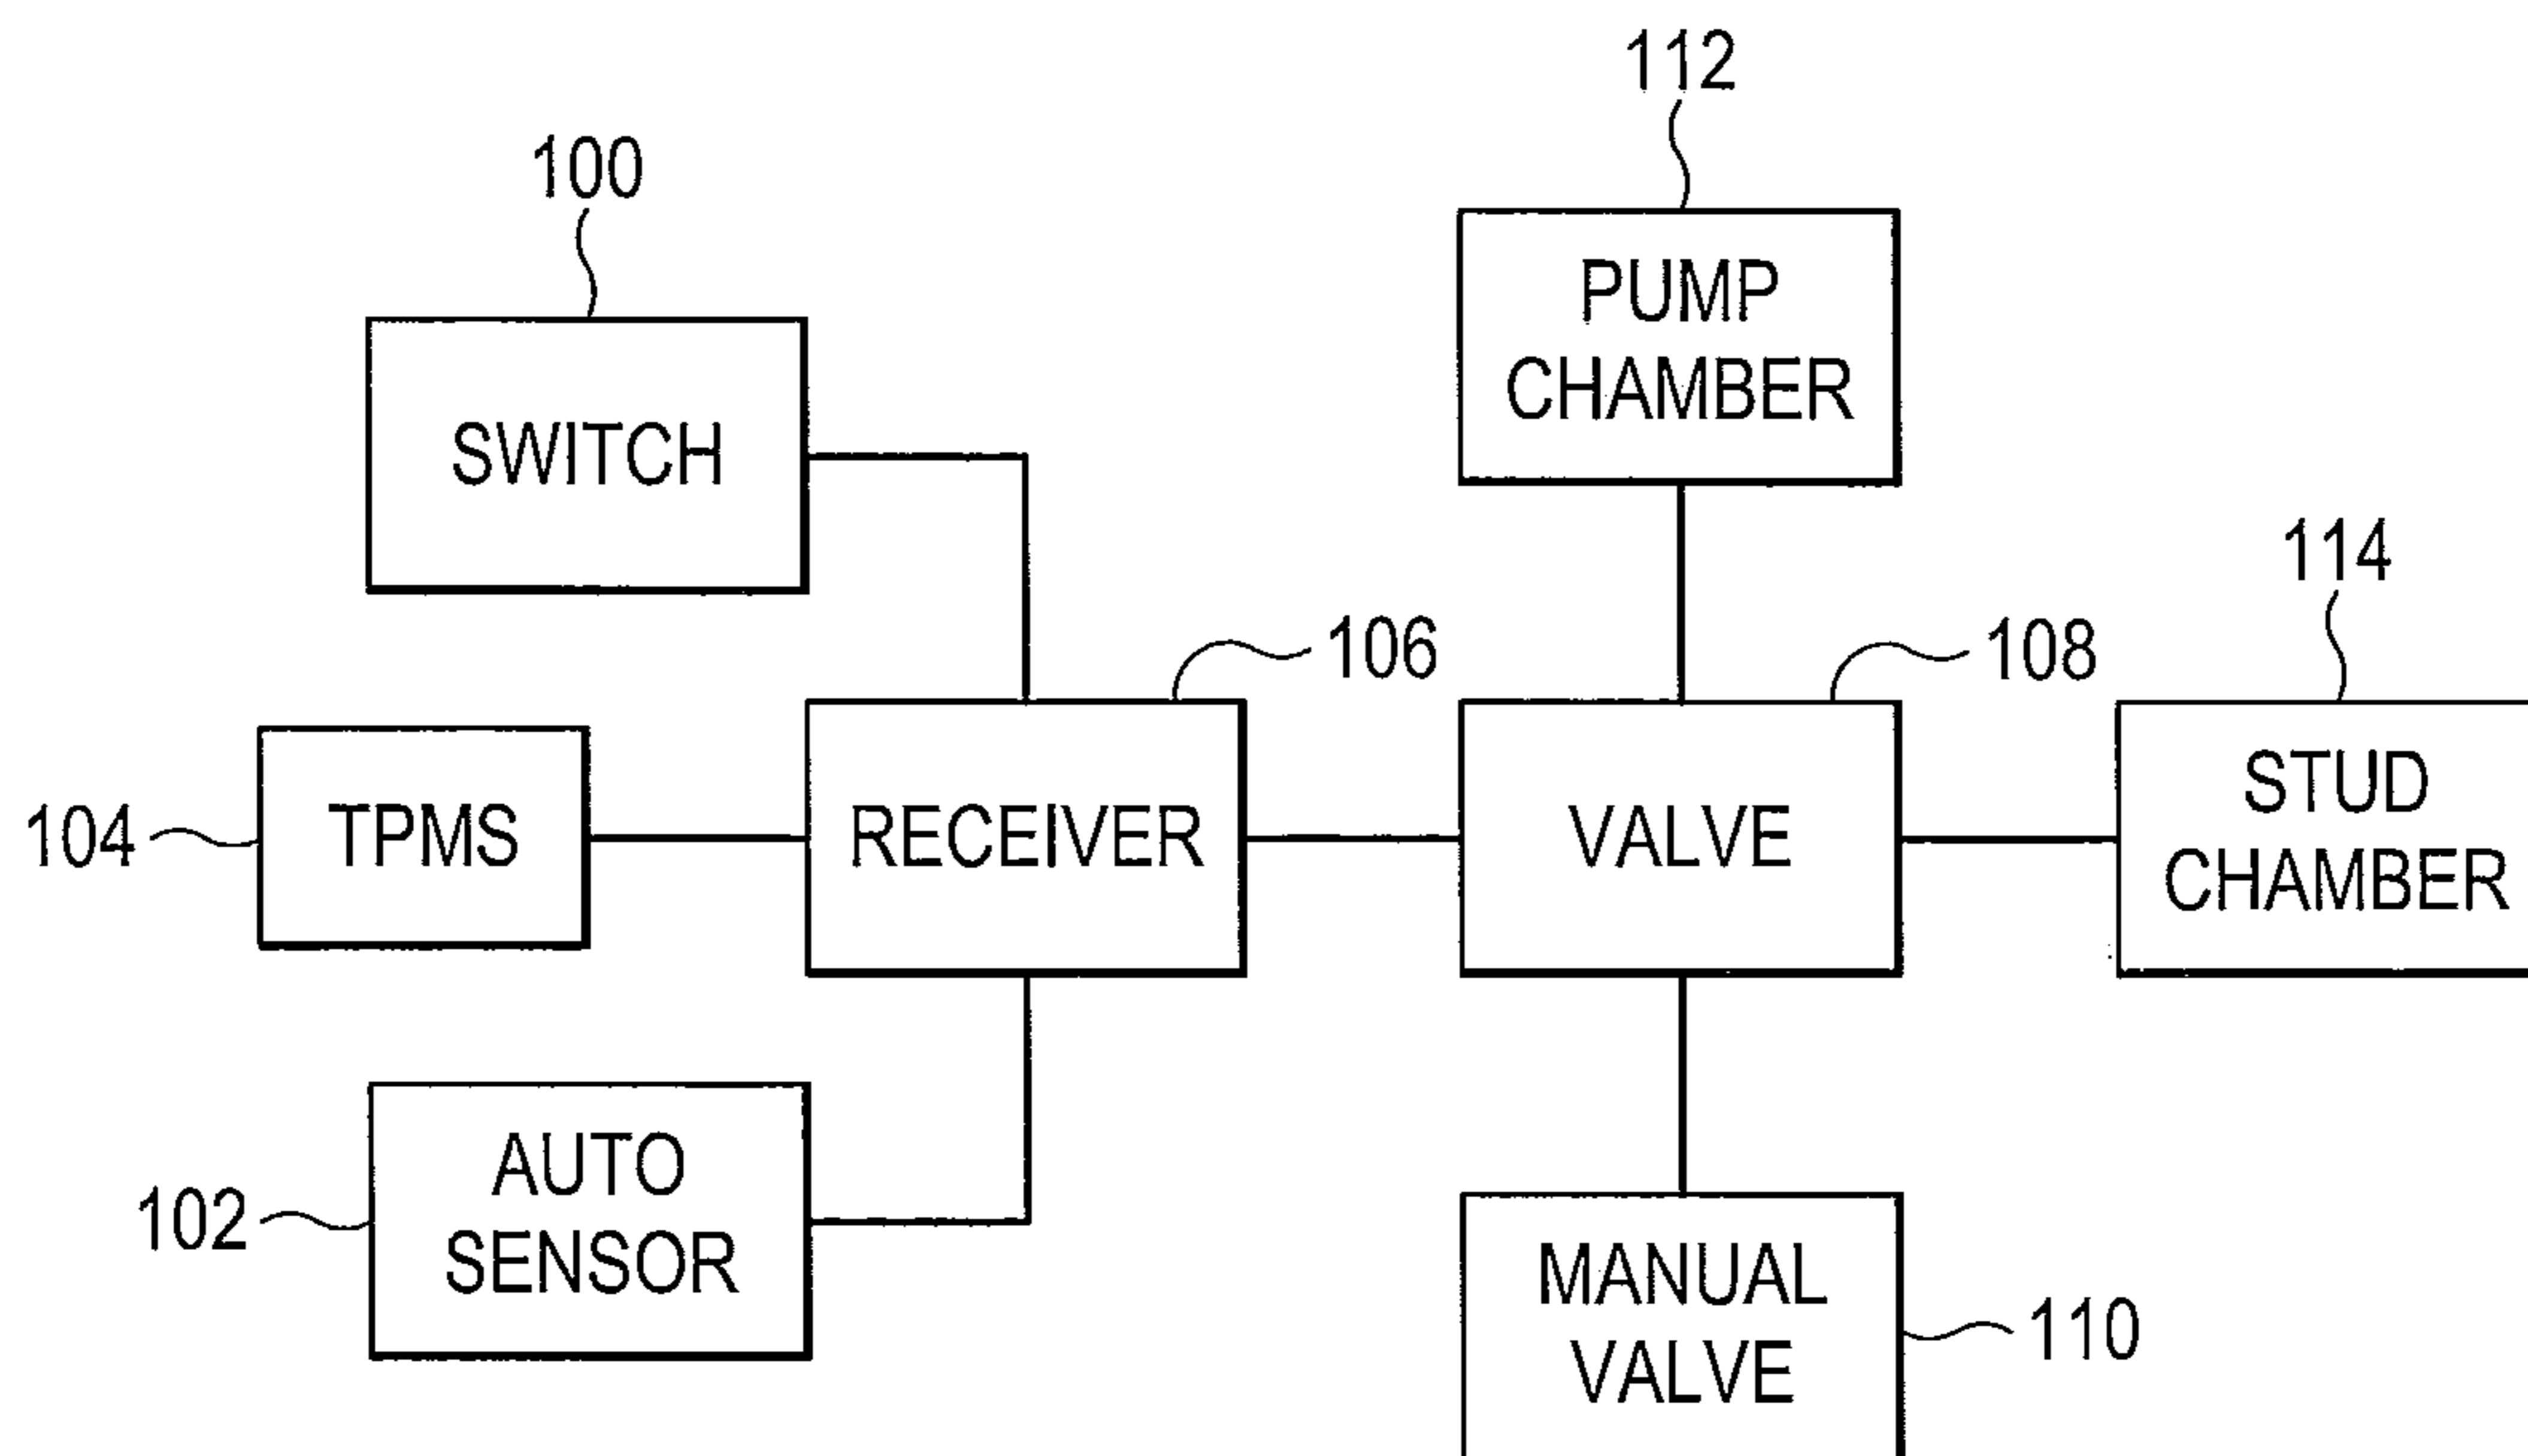 112
100
PUMP
CHAMBER
SWITCH
114
106
108
STUD
CHAMBER
104
TPMS
RECEIVER
VALVE
AUTO
SENSOR
102
MANUAL
VALVE
110